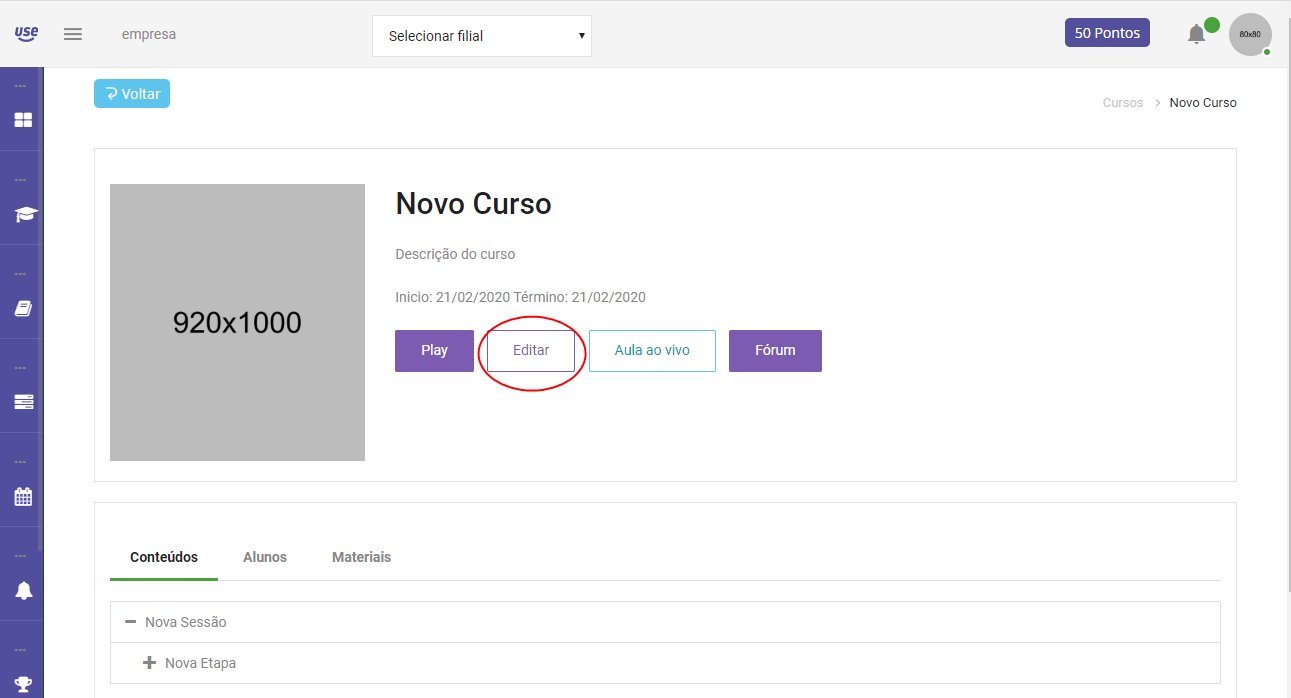 use
empresa
Selecionar filial
50 Pontos
80x80
Voltar
Cursos > Novo Curso
920x1000
Novo Curso
Descrição do curso
Inicio: 21/02/2020 Término: 21/02/2020
Play
Editar
Aula ao vivo
Fórum
Conteúdos
Alunos
Materiais
Nova Sessão
Nova Etapa